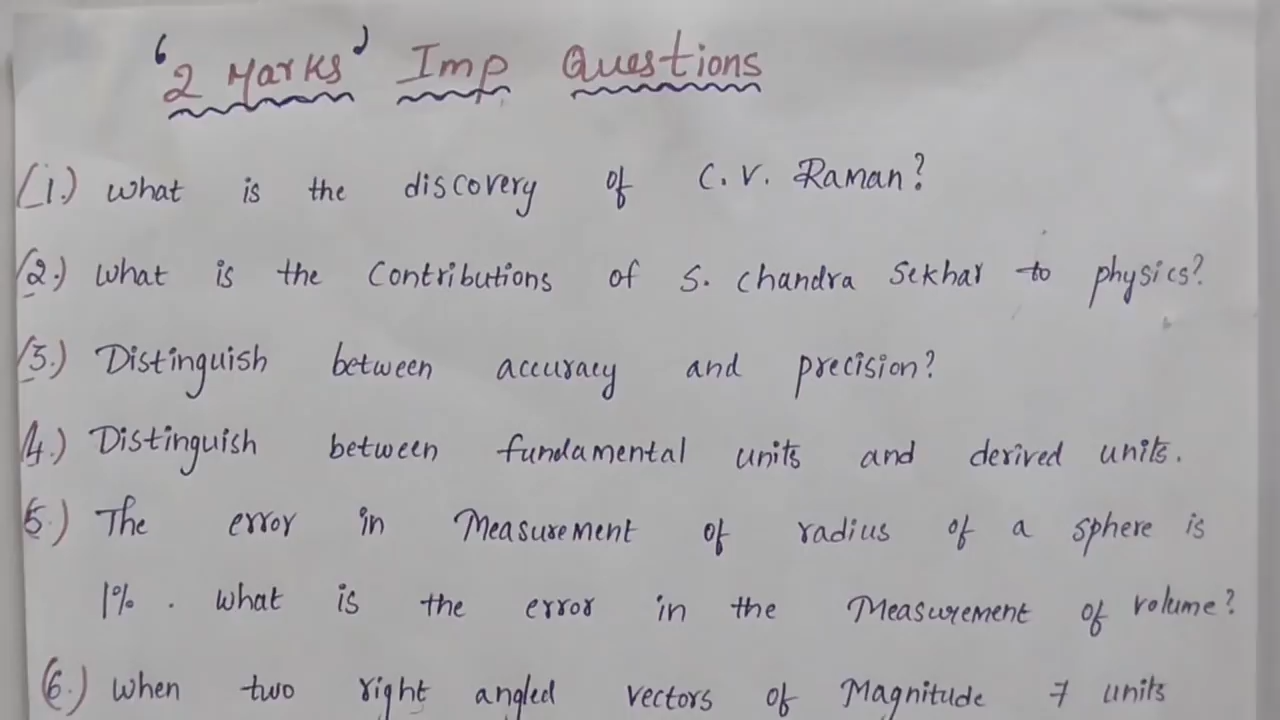 '2 Marks' Imp Questions
(1.) What is the discovery of C. V. Raman?
(2.) What is the Contributions of S. Chandra Sekhar to physics?
(3.) Distinguish between accuracy and precision?
(4.) Distinguish between fundamental units and derived units.
(5.) The error in Measurement of radius of a sphere is
1%. What is the error in the Measurement of volume?
(6.) When two right angled vectors of Magnitude 7 units